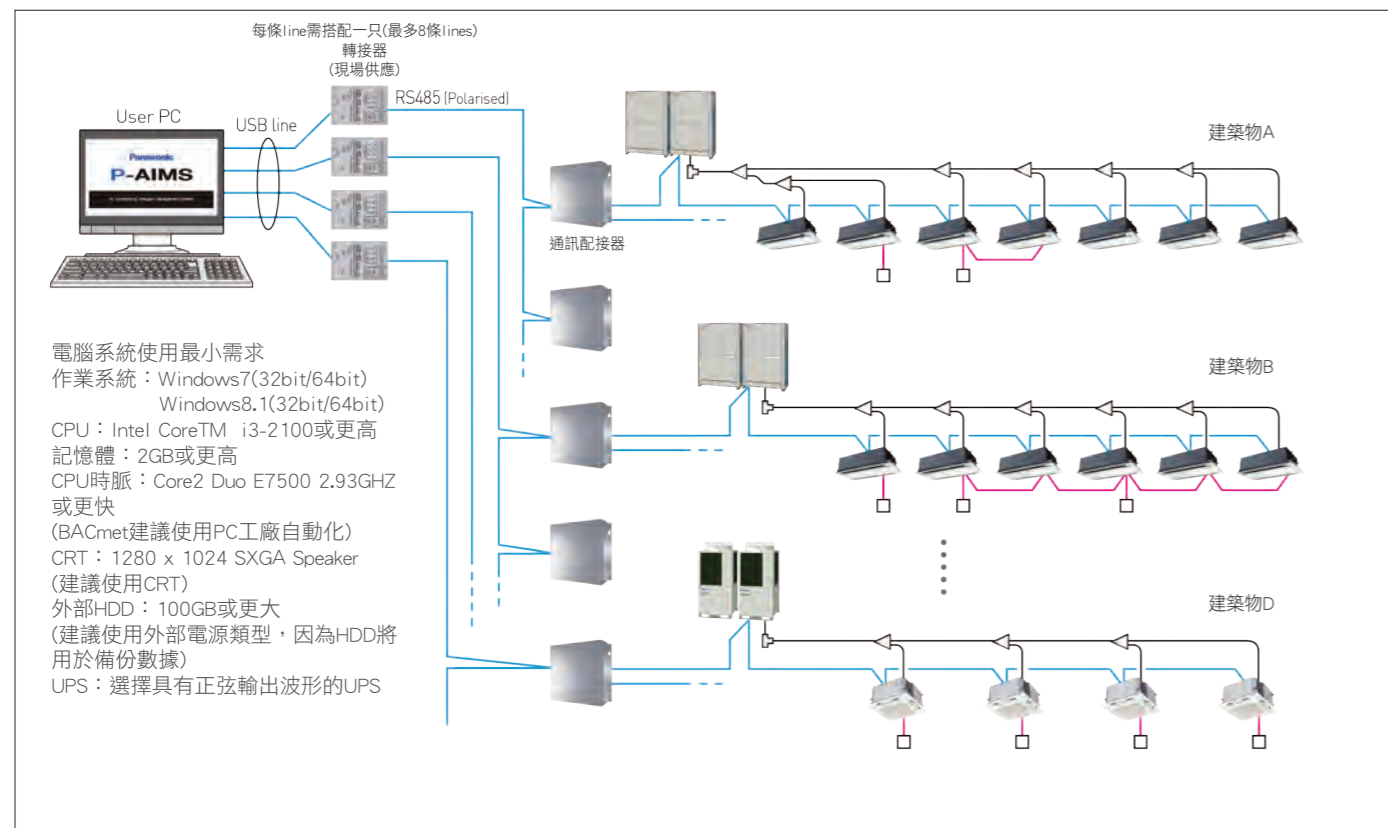 每條line需搭配一只(最多8條lines)
轉接器
(現場供應)
RS485 (Polarised)
User PC
USB line
Panasonic
P-AIMS
建築物A
通訊配接器
電腦系統使用最小需求
作業系統：Windows7(32bit/64bit)
Windows8.1(32bit/64bit)
CPU：Intel CoreTM i3-2100或更高
記憶體：2GB或更高
CPU時脈：Core2 Duo E7500 2.93GHZ
或更快
(BACmet建議使用PC工廠自動化)
CRT：1280 x 1024 SXGA Speaker
(建議使用CRT)
外部HDD：100GB或更大
(建議使用外部電源類型，因為HDD將
用於備份數據)
UPS：選擇具有正弦輸出波形的UPS
建築物B
建築物D